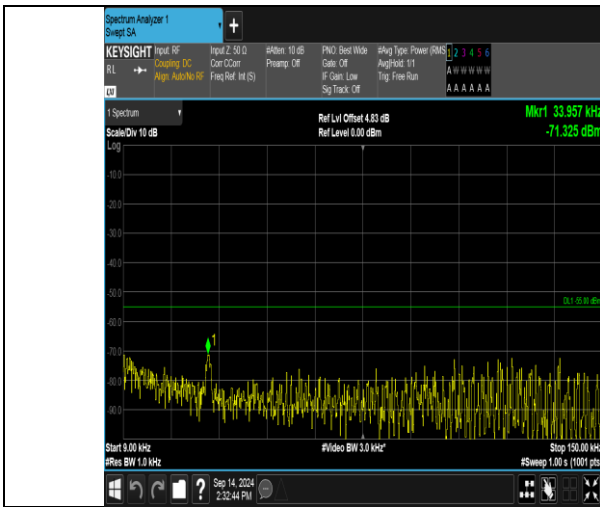 Spectrum Analyzer 1
Swept SA
+
KEYSIGHT Input: RF Input Z: 50 Ω #Atten: 10 dB PNO: Best Wide #Avg Type: Power (RMS 1 2 3 4 5 6
RL Coupling: DC Corr CCorr Preamp: Off Gate: Off Avg|Hold: 1/1 A W W W W W
Align: Auto/No RF Freq Ref: Int (S) IF Gain: Low Trig: Free Run
LXI Sig Track: Off A A A A A A
1 Spectrum Ref Lvl Offset 4.83 dB Mkr1 33.957 kHz
Scale/Div 10 dB Ref Level 0.00 dBm -71.325 dBm
Log
-10.0
-20.0
-30.0
-40.0
-50.0
DL1 -55.00 dBm
-60.0
1
-70.0
-80.0
-90.0
Start 9.00 kHz #Video BW 3.0 kHz* Stop 150.00 kHz
#Res BW 1.0 kHz #Sweep 1.00 s (1001 pts
? Sep 14, 2024
2:32:44 PM